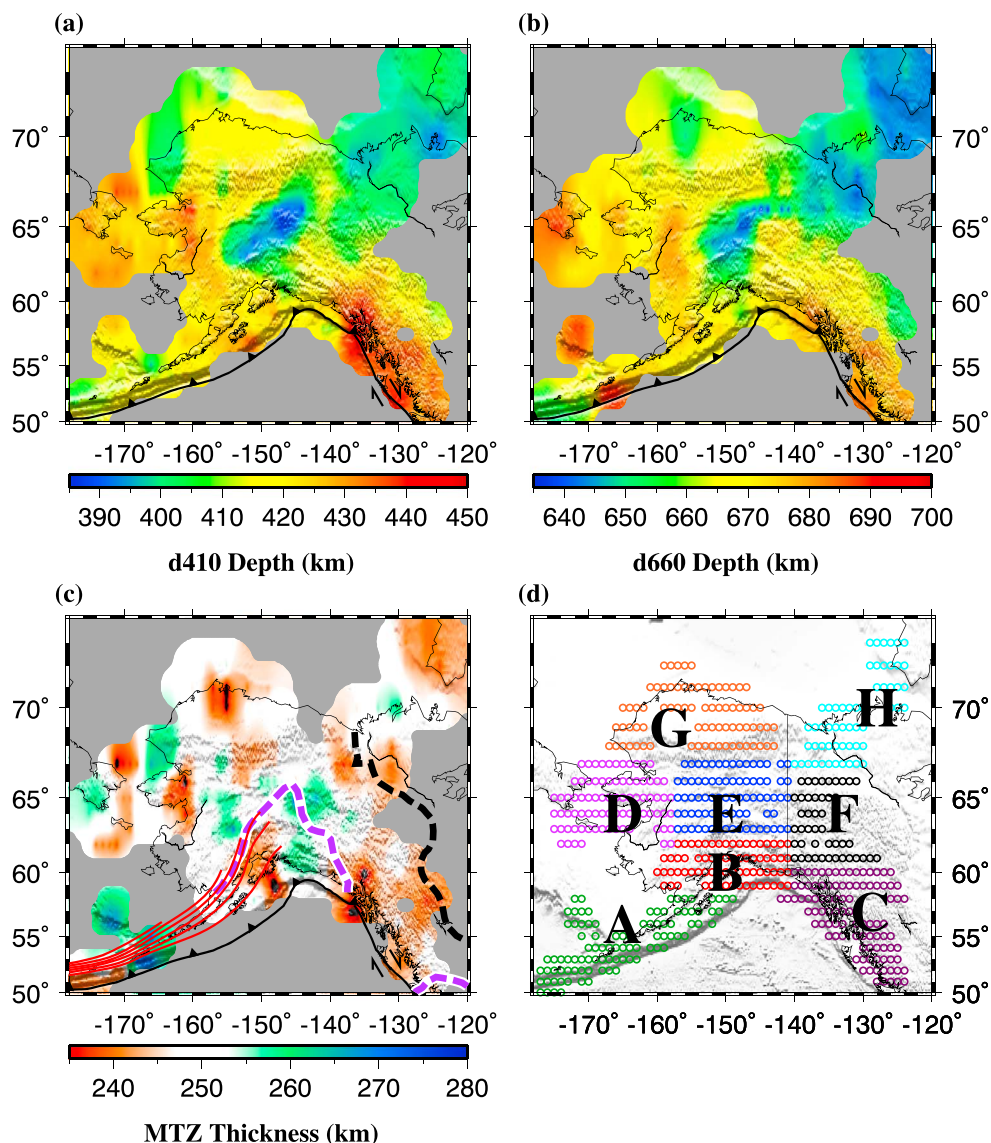 (a)
(b)
70˚
65˚
60˚
55˚
50˚
70˚
65˚
60˚
55˚
50˚
-170˚ -160˚ -150˚ -140˚ -130˚ -120˚
-170˚ -160˚ -150˚ -140˚ -130˚ -120˚
390 400 410 420 430 440 450
640 650 660 670 680 690 700
d410 Depth (km)
d660 Depth (km)
(c)
(d)
70˚
65˚
60˚
55˚
50˚
G
H
D
E
F
B
A
C
70˚
65˚
60˚
55˚
50˚
-170˚ -160˚ -150˚ -140˚ -130˚ -120˚
-170˚ -160˚ -150˚ -140˚ -130˚ -120˚
240 250 260 270 280
MTZ Thickness (km)